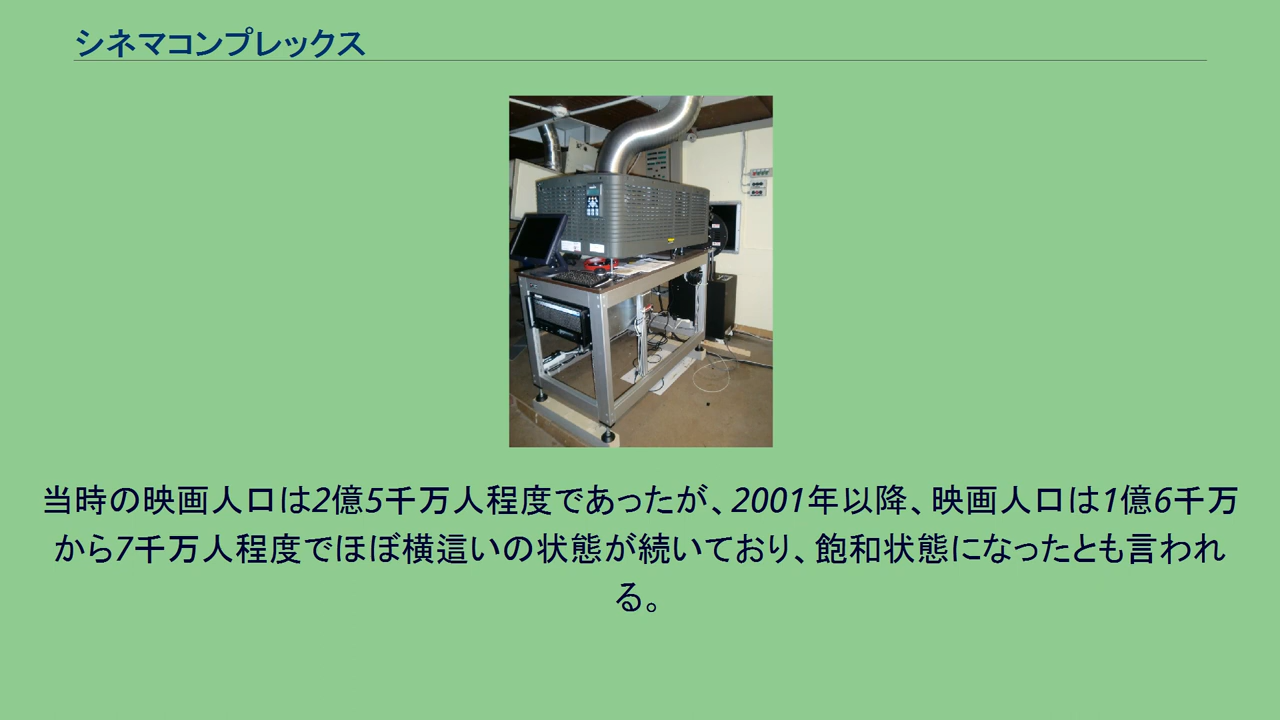 シネマコンプレックス
当時の映画人口は2億5千万人程度であったが、2001年以降、映画人口は1億6千万
から7千万人程度でほぼ横這いの状態が続いており、飽和状態になったとも言われ
る。